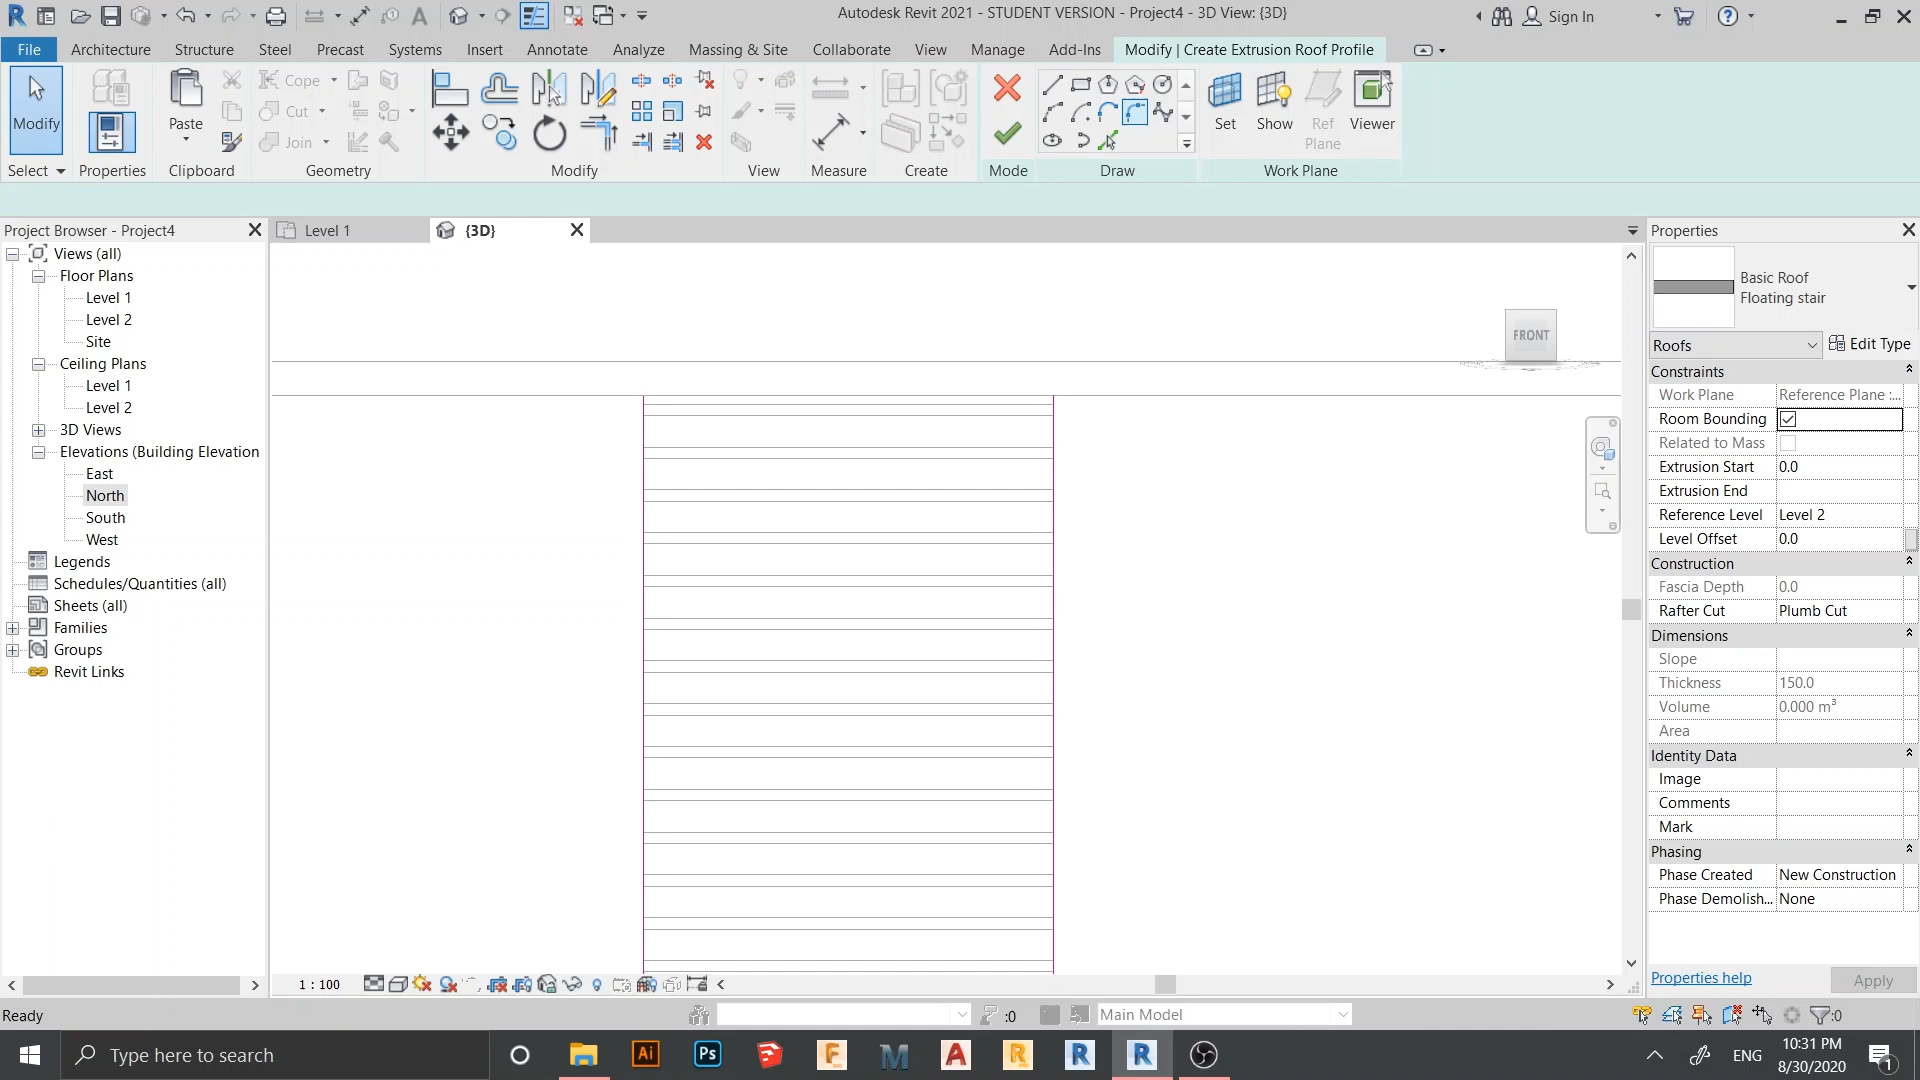 Autodesk Revit 2021 - STUDENT VERSION - Project4 - 3D View: {3D}
Sign In
File Architecture Structure Steel Precast Systems Insert Annotate Analyze Massing & Site Collaborate View Manage Add-Ins Modify | Create Extrusion Roof Profile
Modify
Paste
Cope
Cut
Join
Set Show Ref Plane Viewer
Select Properties Clipboard Geometry Modify View Measure Create Mode Draw Work Plane
Project Browser - Project4
Level 1
{3D}
Properties
Views (all)
Floor Plans
Level 1
Level 2
Site
Ceiling Plans
Level 1
Level 2
3D Views
Elevations (Building Elevation
East
North
South
West
Legends
Schedules/Quantities (all)
Sheets (all)
Families
Groups
Revit Links
FRONT
Basic Roof
Floating stair
Roofs
Edit Type
Constraints
Work Plane Reference Plane :...
Room Bounding
Related to Mass
Extrusion Start 0.0
Extrusion End
Reference Level Level 2
Level Offset 0.0
Construction
Fascia Depth 0.0
Rafter Cut Plumb Cut
Dimensions
Slope
Thickness 150.0
Volume 0.000 m³
Area
Identity Data
Image
Comments
Mark
Phasing
Phase Created New Construction
Phase Demolish... None
Properties help
Apply
1 : 100
Ready
:0
Main Model
:0
Type here to search
Ai
Ps
ENG
10:31 PM
8/30/2020
1